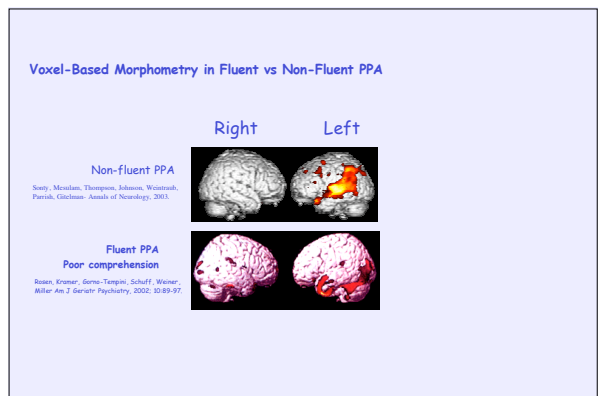 Voxel-Based Morphometry in Fluent vs Non-Fluent PPA
Right Left
Non-fluent PPA
Sonty, Mesulam, Thompson, Johnson, Weintraub,
Parrish, Gitelman- Annals of Neurology, 2003.
Fluent PPA
Poor comprehension
Rosen, Kramer, Gorno-Tempini, Schuff, Weiner,
Miller Am J Geriatr Psychiatry, 2002; 10:89-97.